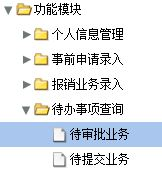 功能模块
个人信息管理
事前申请录入
报销业务录入
待办事项查询
待审批业务
待提交业务